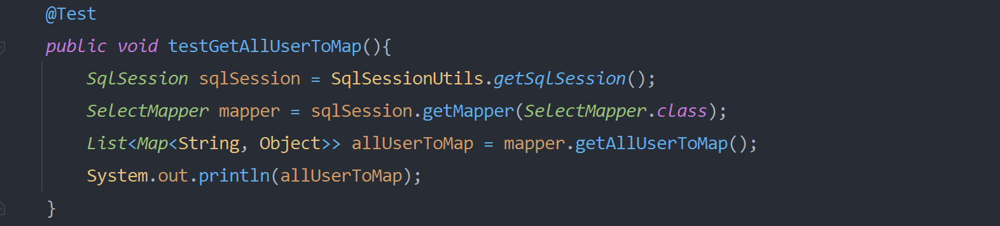 @Test
public void testGetAllUserToMap(){
SqlSession sqlSession = SqlSessionUtils.getSqlSession();
SelectMapper mapper = sqlSession.getMapper(SelectMapper.class);
List<Map<String, Object>> allUserToMap = mapper.getAllUserToMap();
System.out.println(allUserToMap);
}